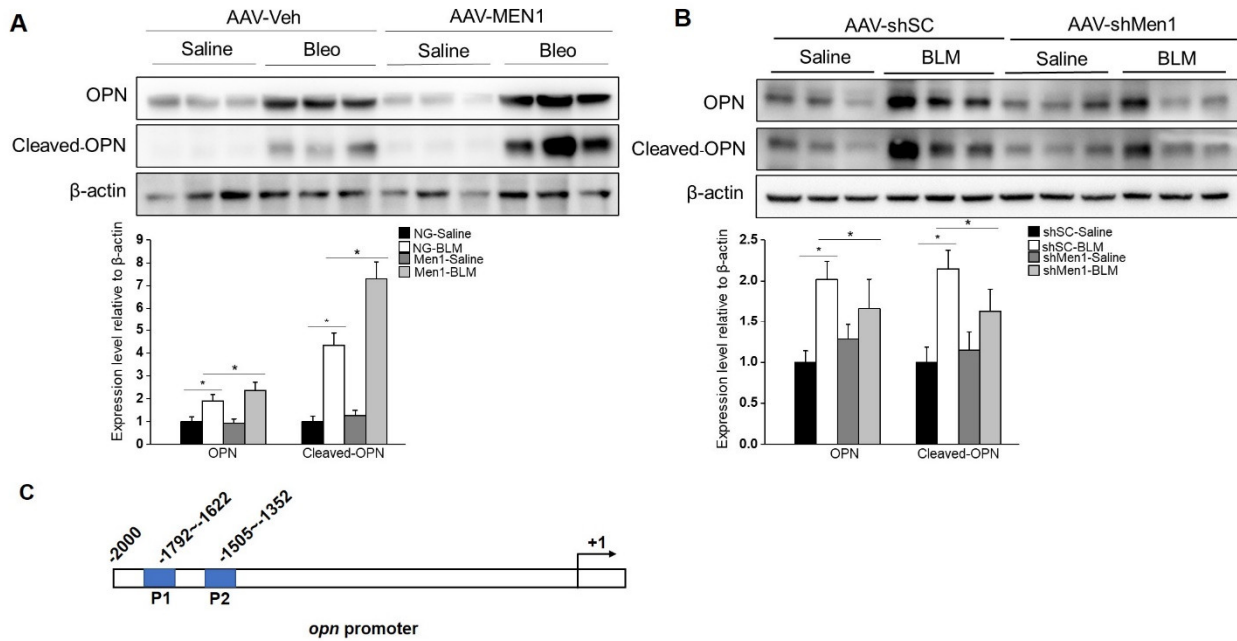 A
AAV-Veh AAV-MEN1
Saline Bleo Saline Bleo
OPN
Cleaved-OPN
β-actin
Expression level relative to β-actin
9
8
7
6
5
4
3
2
1
0
NG-Saline
NG-BLM
Men1-Saline
Men1-BLM
* * * *
OPN Cleaved-OPN
B
AAV-shSC AAV-shMen1
Saline BLM Saline BLM
OPN
Cleaved-OPN
β-actin
Expression level relative to β-actin
2.5
2.0
1.5
1.0
0.5
0.0
shSC-Saline
shSC-BLM
shMen1-Saline
shMen1-BLM
* * * *
OPN Cleaved-OPN
C
-2000 -1792~-1622 -1505~-1352 +1
P1 P2
opn promoter